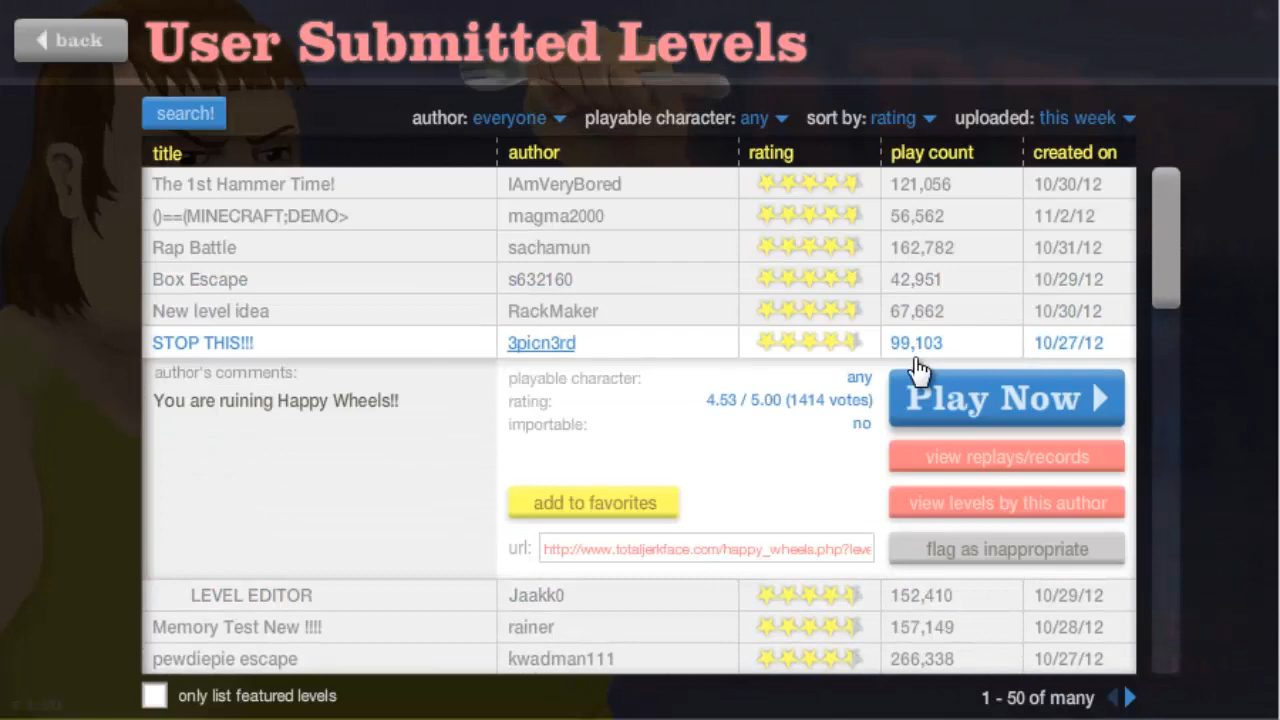 back
User Submitted Levels
search!
author: everyone playable character: any sort by: rating uploaded: this week
title author rating play count created on
The 1st Hammer Time! IAmVeryBored 121,056 10/30/12
()==(MINECRAFT;DEMO> magma2000 56,562 11/2/12
Rap Battle sachamun 162,782 10/31/12
Box Escape s632160 42,951 10/29/12
New level idea RackMaker 67,662 10/30/12
STOP THIS!!! 3picn3rd 99,103 10/27/12
author's comments:
You are ruining Happy Wheels!!
playable character: any
rating: 4.53 / 5.00 (1414 votes)
importable: no
Play Now
view replays/records
add to favorites
view levels by this author
url: http://www.totaljerkface.com/happy_wheels.php?leve
flag as inappropriate
LEVEL EDITOR Jaakk0 152,410 10/29/12
Memory Test New !!!! rainer 157,149 10/28/12
pewdiepie escape kwadman111 266,338 10/27/12
only list featured levels
1 - 50 of many